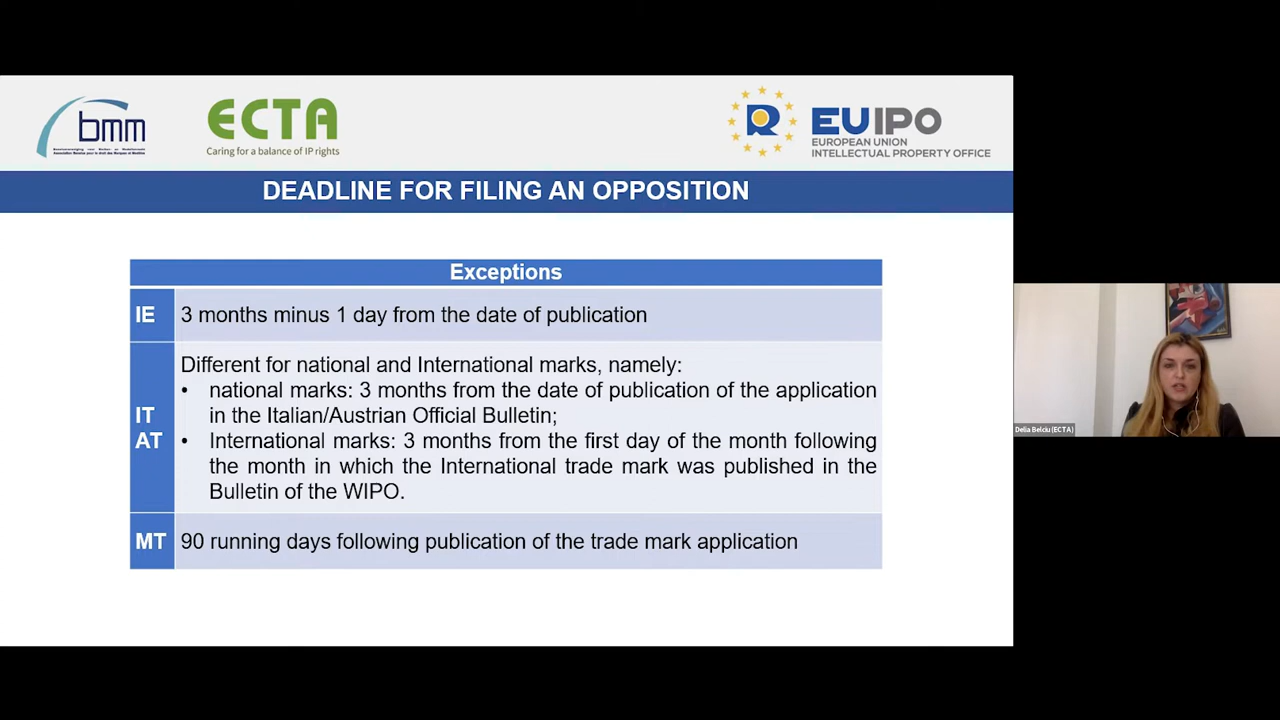 bmm
ECTA
Caring for a balance of IP rights
R
EUIPO
EUROPEAN UNION
INTELLECTUAL PROPERTY OFFICE
DEADLINE FOR FILING AN OPPOSITION
Exceptions
IE
3 months minus 1 day from the date of publication
IT
AT
Different for national and International marks, namely:
• national marks: 3 months from the date of publication of the application
in the Italian/Austrian Official Bulletin;
• International marks: 3 months from the first day of the month following
the month in which the International trade mark was published in the
Bulletin of the WIPO.
MT
90 running days following publication of the trade mark application
Delia Belciu (ECTA)